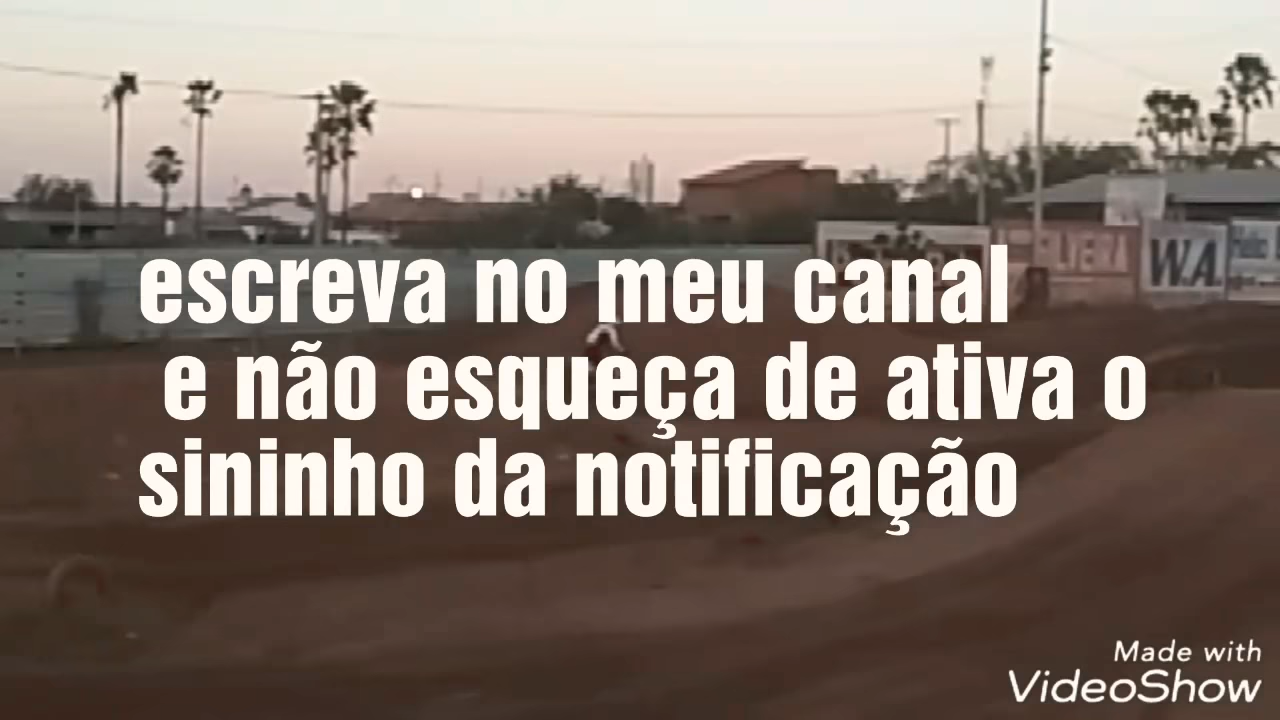 W.A.
escreva no meu canal
e não esqueça de ativa o
sininho da notificação
Made with
VideoShow